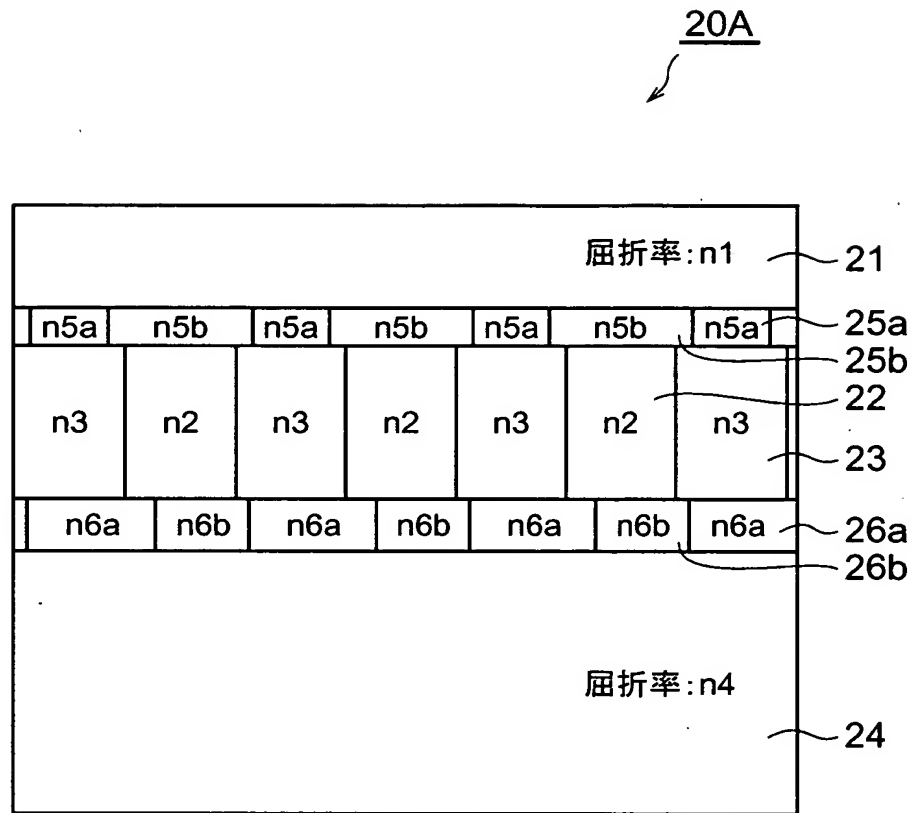 20A
屈折率:n1
21
n5a n5b n5a n5b n5a n5b n5a
25a
25b
22
n3 n2 n3 n2 n3 n2 n3
23
n6a n6b n6a n6b n6a n6b n6a
26a
26b
屈折率:n4
24